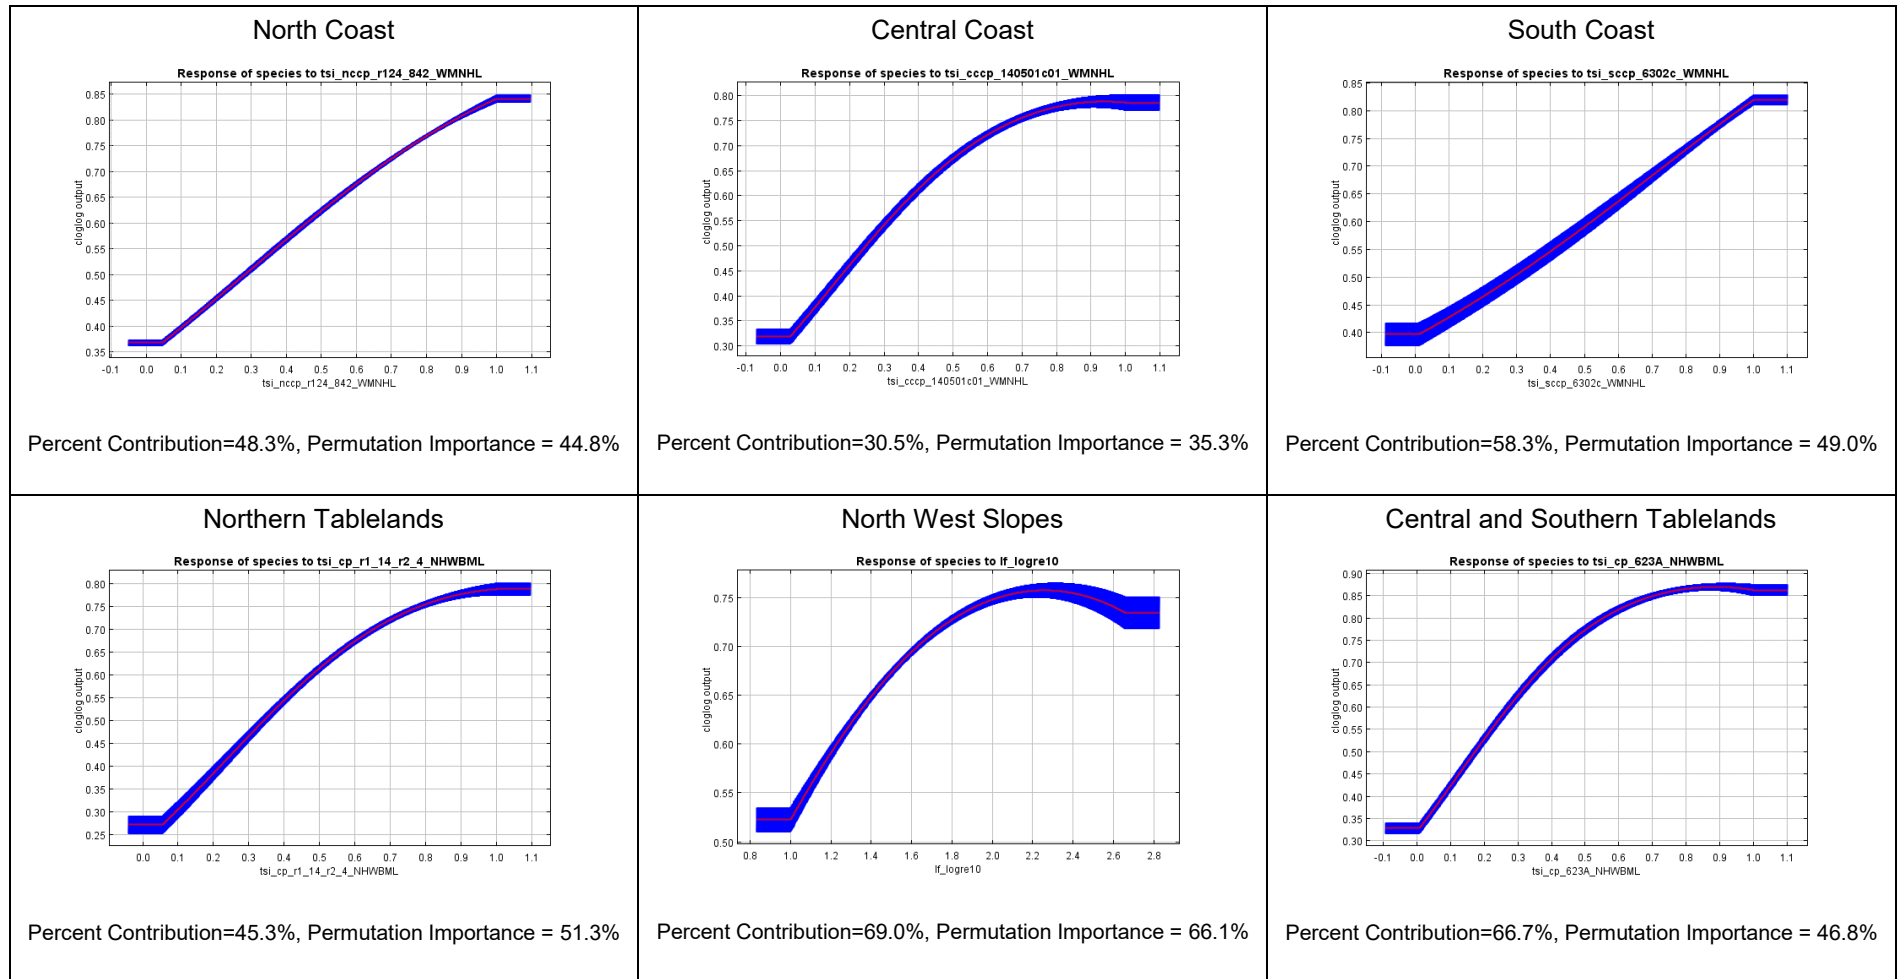 North Coast
Response of species to tsi_nccp_r124_842_WMNHL
cloglog output
0.85
0.80
0.75
0.70
0.65
0.60
0.55
0.50
0.45
0.40
0.35
-0.1 0.0 0.1 0.2 0.3 0.4 0.5 0.6 0.7 0.8 0.9 1.0 1.1
tsi_nccp_r124_842_WMNHL
Percent Contribution=48.3%, Permutation Importance = 44.8%
Central Coast
Response of species to tsi_cccp_140501c01_WMNHL
cloglog output
0.80
0.75
0.70
0.65
0.60
0.55
0.50
0.45
0.40
0.35
0.30
-0.1 0.0 0.1 0.2 0.3 0.4 0.5 0.6 0.7 0.8 0.9 1.0 1.1
tsi_cccp_140501c01_WMNHL
Percent Contribution=30.5%, Permutation Importance = 35.3%
South Coast
Response of species to tsi_sccp_6302c_WMNHL
cloglog output
0.85
0.80
0.75
0.70
0.65
0.60
0.55
0.50
0.45
0.40
-0.1 0.0 0.1 0.2 0.3 0.4 0.5 0.6 0.7 0.8 0.9 1.0 1.1
tsi_sccp_6302c_WMNHL
Percent Contribution=58.3%, Permutation Importance = 49.0%
Northern Tablelands
Response of species to tsi_cp_r1_14_r2_4_NHWBML
cloglog output
0.80
0.75
0.70
0.65
0.60
0.55
0.50
0.45
0.40
0.35
0.30
0.25
0.0 0.1 0.2 0.3 0.4 0.5 0.6 0.7 0.8 0.9 1.0 1.1
tsi_cp_r1_14_r2_4_NHWBML
Percent Contribution=45.3%, Permutation Importance = 51.3%
North West Slopes
Response of species to lf_logre10
cloglog output
0.75
0.70
0.65
0.60
0.55
0.50
0.8 1.0 1.2 1.4 1.6 1.8 2.0 2.2 2.4 2.6 2.8
lf_logre10
Percent Contribution=69.0%, Permutation Importance = 66.1%
Central and Southern Tablelands
Response of species to tsi_cp_623A_NHWBML
cloglog output
0.90
0.85
0.80
0.75
0.70
0.65
0.60
0.55
0.50
0.45
0.40
0.35
0.30
-0.1 0.0 0.1 0.2 0.3 0.4 0.5 0.6 0.7 0.8 0.9 1.0 1.1
tsi_cp_623A_NHWBML
Percent Contribution=66.7%, Permutation Importance = 46.8%